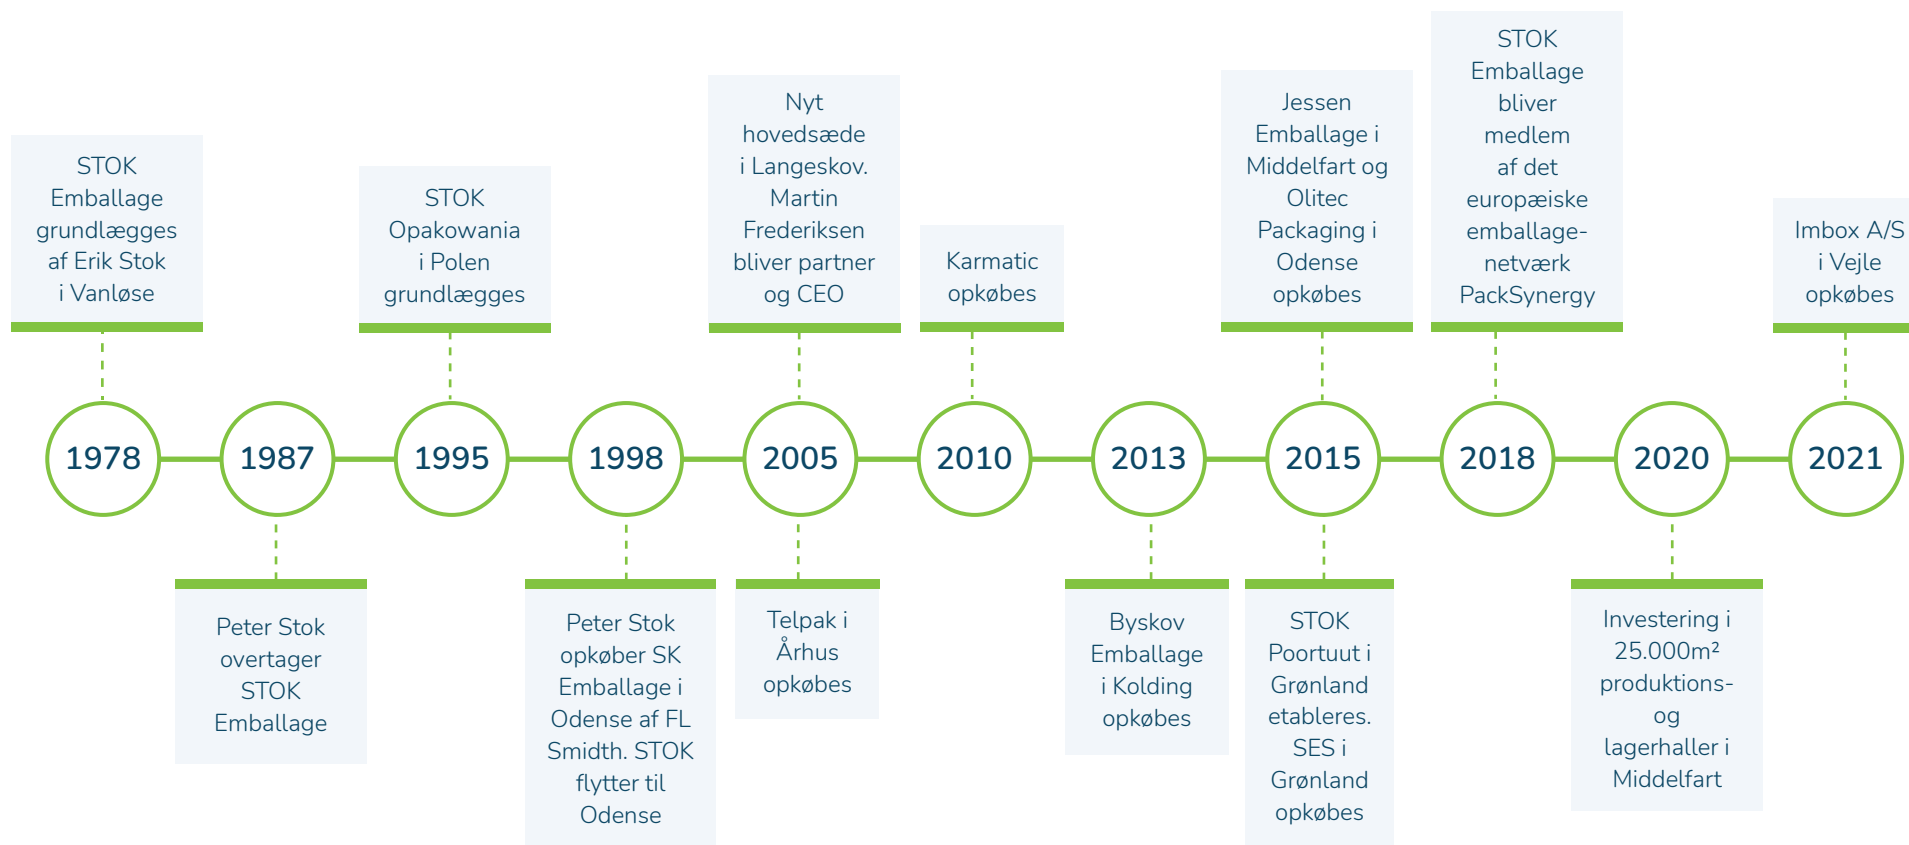 STOK
Emballage
grundlægges
af Erik Stok
i Vanløse
STOK
Opakowania
i Polen
grundlægges
Nyt
hovedsæde
i Langeskov.
Martin
Frederiksen
bliver partner
og CEO
Karmatic
opkøbes
Jessen
Emballage i
Middelfart og
Olitec
Packaging i
Odense
opkøbes
STOK
Emballage
bliver
medlem
af det
europæiske
emballage-
netværk
PackSynergy
Imbox A/S
i Vejle
opkøbes
1978
1987
1995
1998
2005
2010
2013
2015
2018
2020
2021
Peter Stok
overtager
STOK
Emballage
Peter Stok
opkøber SK
Emballage i
Odense af FL
Smidth. STOK
flytter til
Odense
Telpak i
Århus
opkøbes
Byskov
Emballage
i Kolding
opkøbes
STOK
Poortuut i
Grønland
etableres.
SES i
Grønland
opkøbes
Investering i
25.000m²
produktions-
og
lagerhaller i
Middelfart